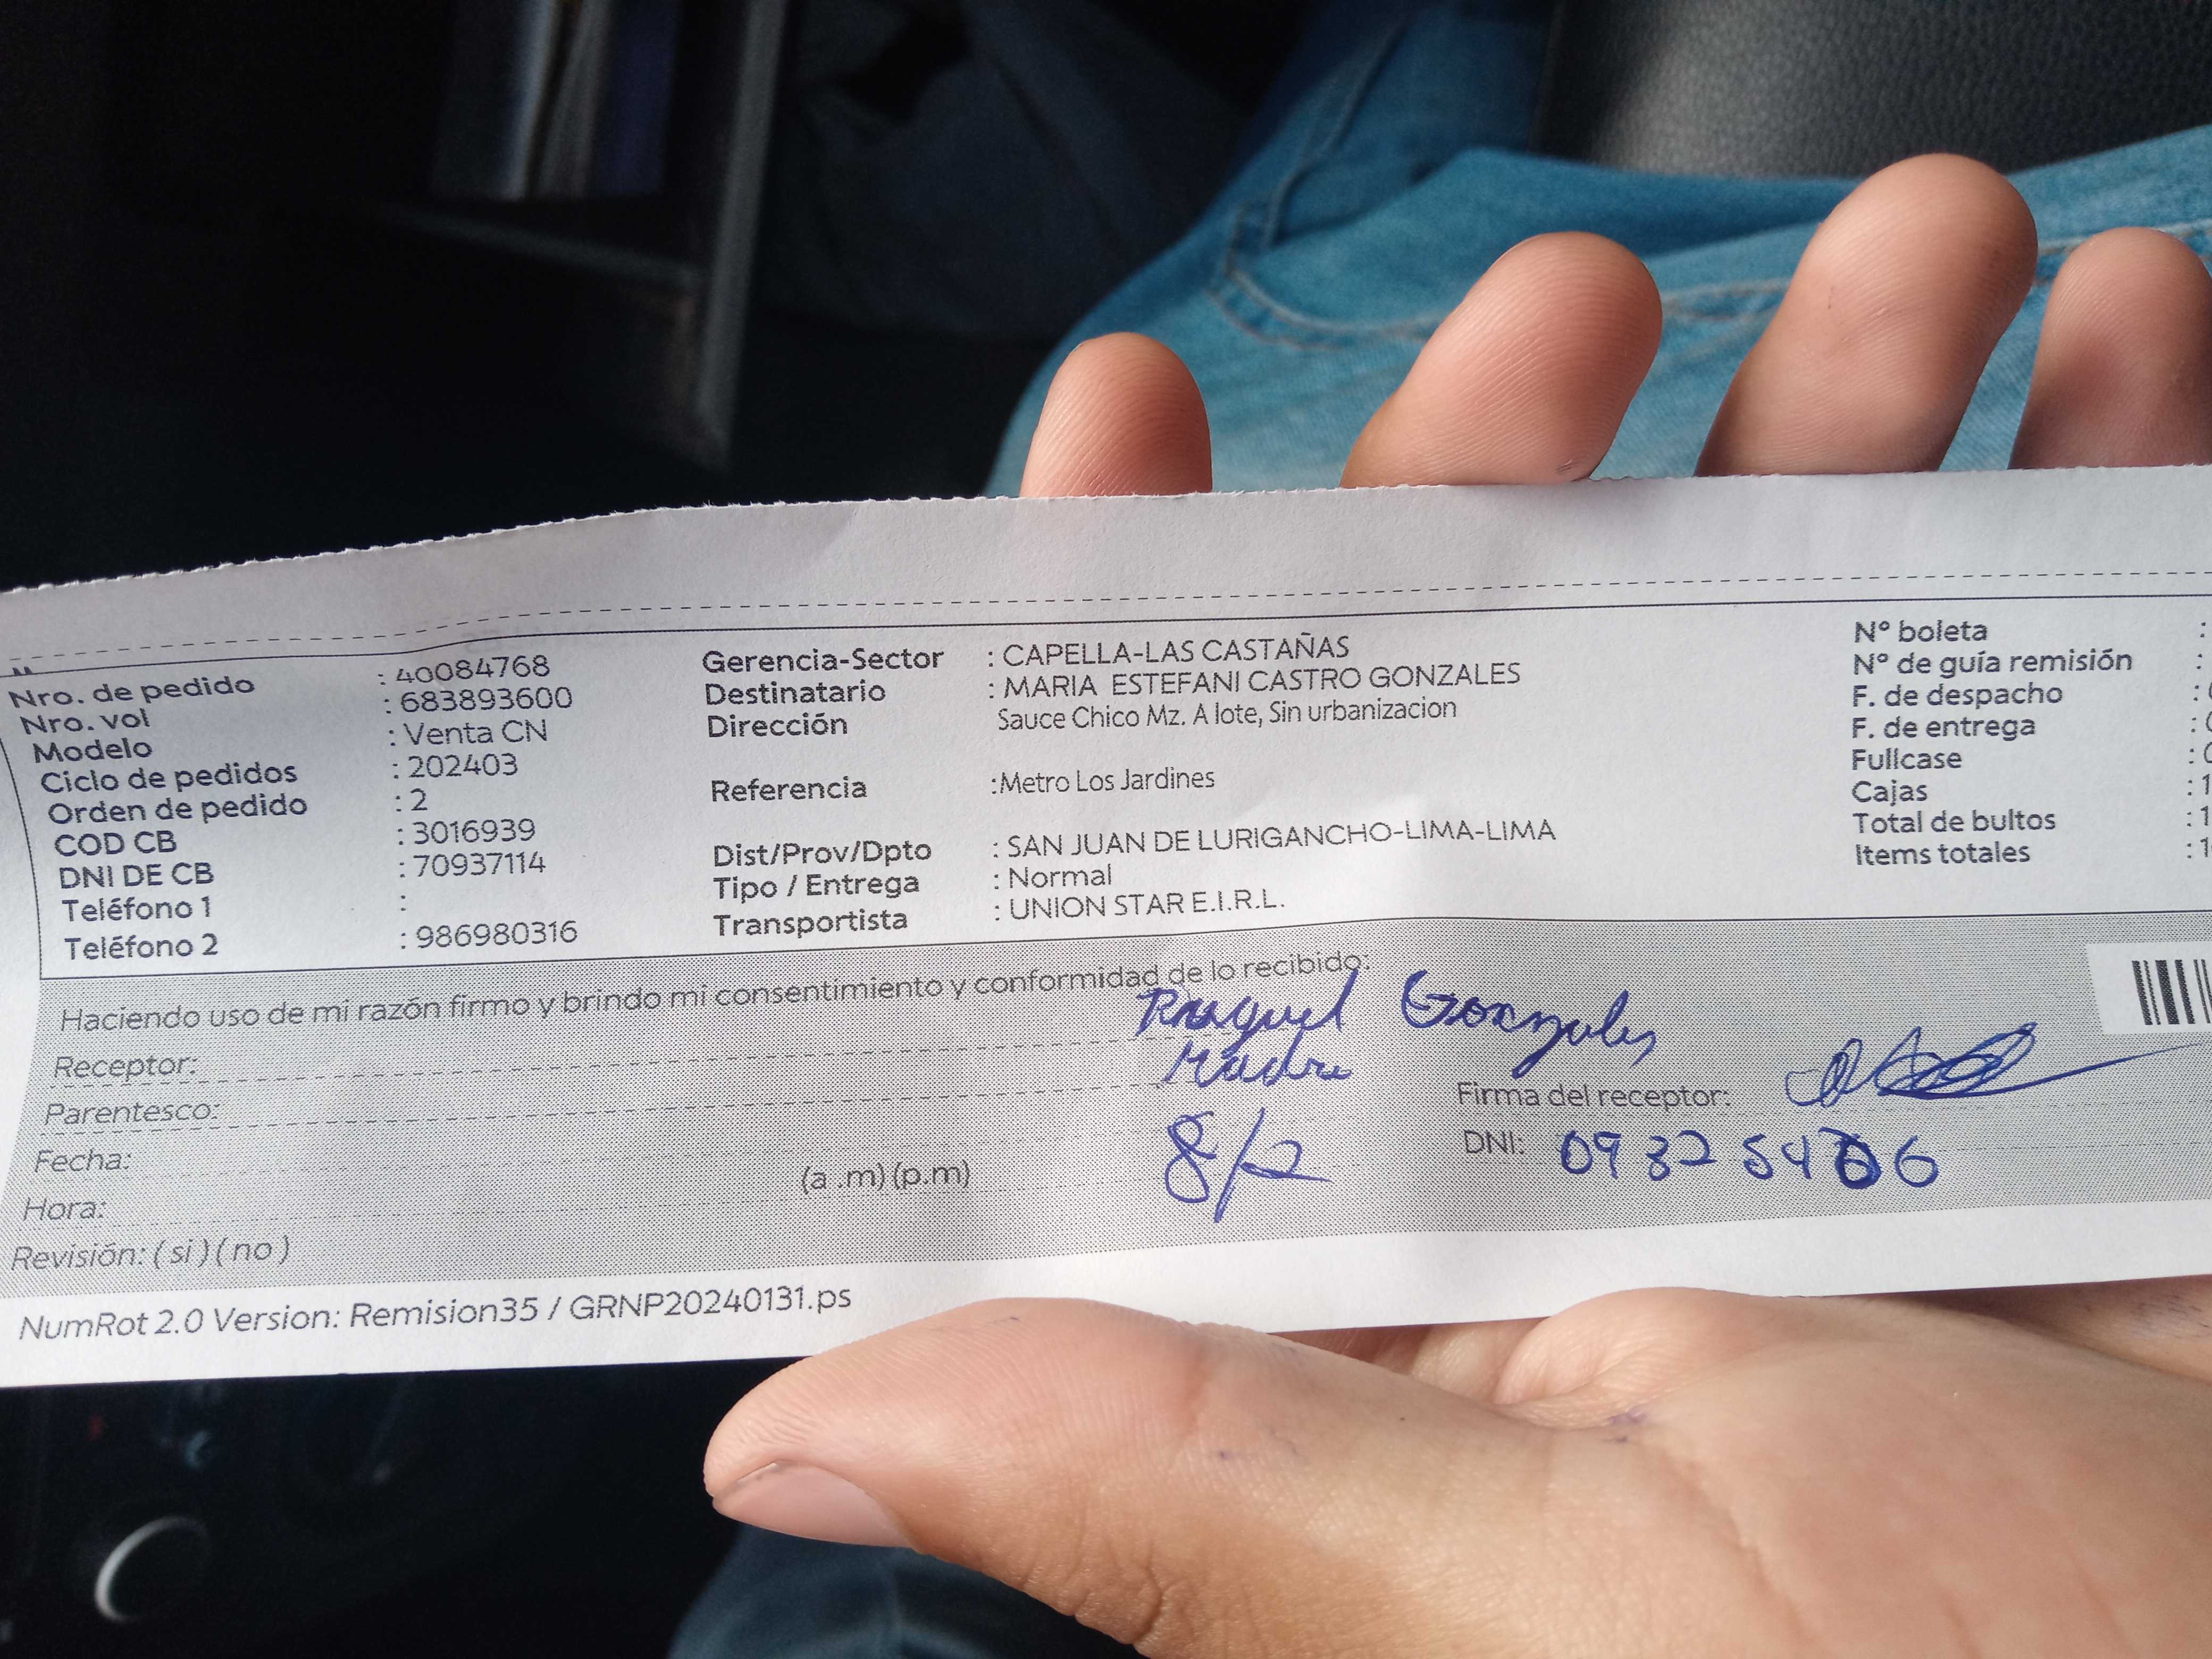 Nro. de pedido : 40084768
Nro. vol : 683893600
Modelo : Venta CN
Ciclo de pedidos : 202403
Orden de pedido : 2
COD CB : 3016939
DNI DE CB : 70937114
Teléfono 1 :
Teléfono 2 : 986980316
Gerencia-Sector : CAPELLA-LAS CASTAÑAS
Destinatario : MARIA ESTEFANI CASTRO GONZALES
Dirección Sauce Chico Mz. A lote, Sin urbanizacion
Referencia :Metro Los Jardines
Dist/Prov/Dpto : SAN JUAN DE LURIGANCHO-LIMA-LIMA
Tipo / Entrega : Normal
Transportista : UNION STAR E.I.R.L.
N° boleta :
N° de guía remisión :
F. de despacho :
F. de entrega :
Fullcase :
Cajas : 1
Total de bultos : 1
Items totales : 1
Haciendo uso de mi razón firmo y brindo mi consentimiento y conformidad de lo recibido:
Receptor: Raquel Gonzales
Parentesco: Madre
Firma del receptor:
Fecha: 8/2
DNI: 09325466
Hora: (a .m) (p.m)
Revisión: ( si ) ( no )
NumRot 2.0 Version: Remision35 / GRNP20240131.ps